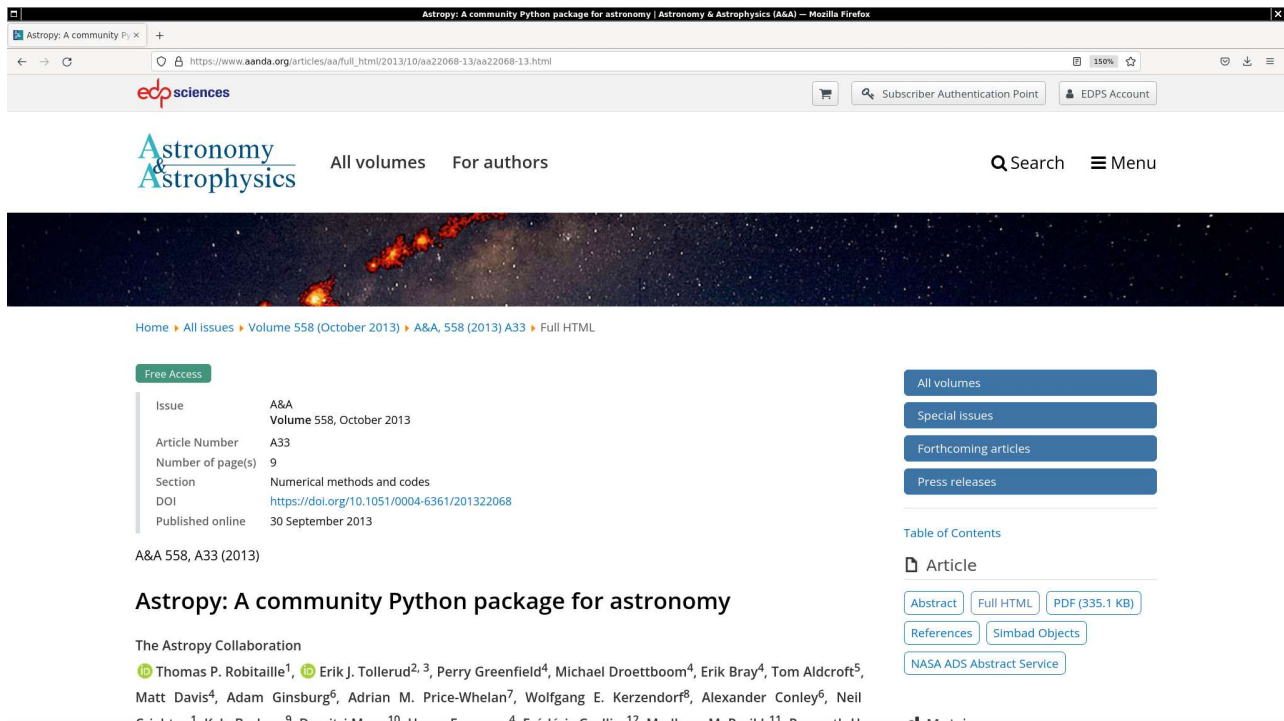 Astropy: A community Python package for astronomy | Astronomy & Astrophysics (A&A) — Mozilla Firefox
Astropy: A community Py
https://www.aanda.org/articles/aa/full_html/2013/10/aa22068-13/aa22068-13.html
150%
edp sciences
Subscriber Authentication Point
EDPS Account
Astronomy
&
Astrophysics
All volumes
For authors
Search
Menu
Home All issues Volume 558 (October 2013) A&A, 558 (2013) A33 Full HTML
Free Access
Issue A&A
Volume 558, October 2013
Article Number A33
Number of page(s) 9
Section Numerical methods and codes
DOI https://doi.org/10.1051/0004-6361/201322068
Published online 30 September 2013
A&A 558, A33 (2013)
Astropy: A community Python package for astronomy
The Astropy Collaboration
iD Thomas P. Robitaille1, iD Erik J. Tollerud2, 3, Perry Greenfield4, Michael Droettboom4, Erik Bray4, Tom Aldcroft5,
Matt Davis4, Adam Ginsburg6, Adrian M. Price-Whelan7, Wolfgang E. Kerzendorf8, Alexander Conley6, Neil
All volumes
Special issues
Forthcoming articles
Press releases
Table of Contents
Article
Abstract Full HTML PDF (335.1 KB)
References Simbad Objects
NASA ADS Abstract Service